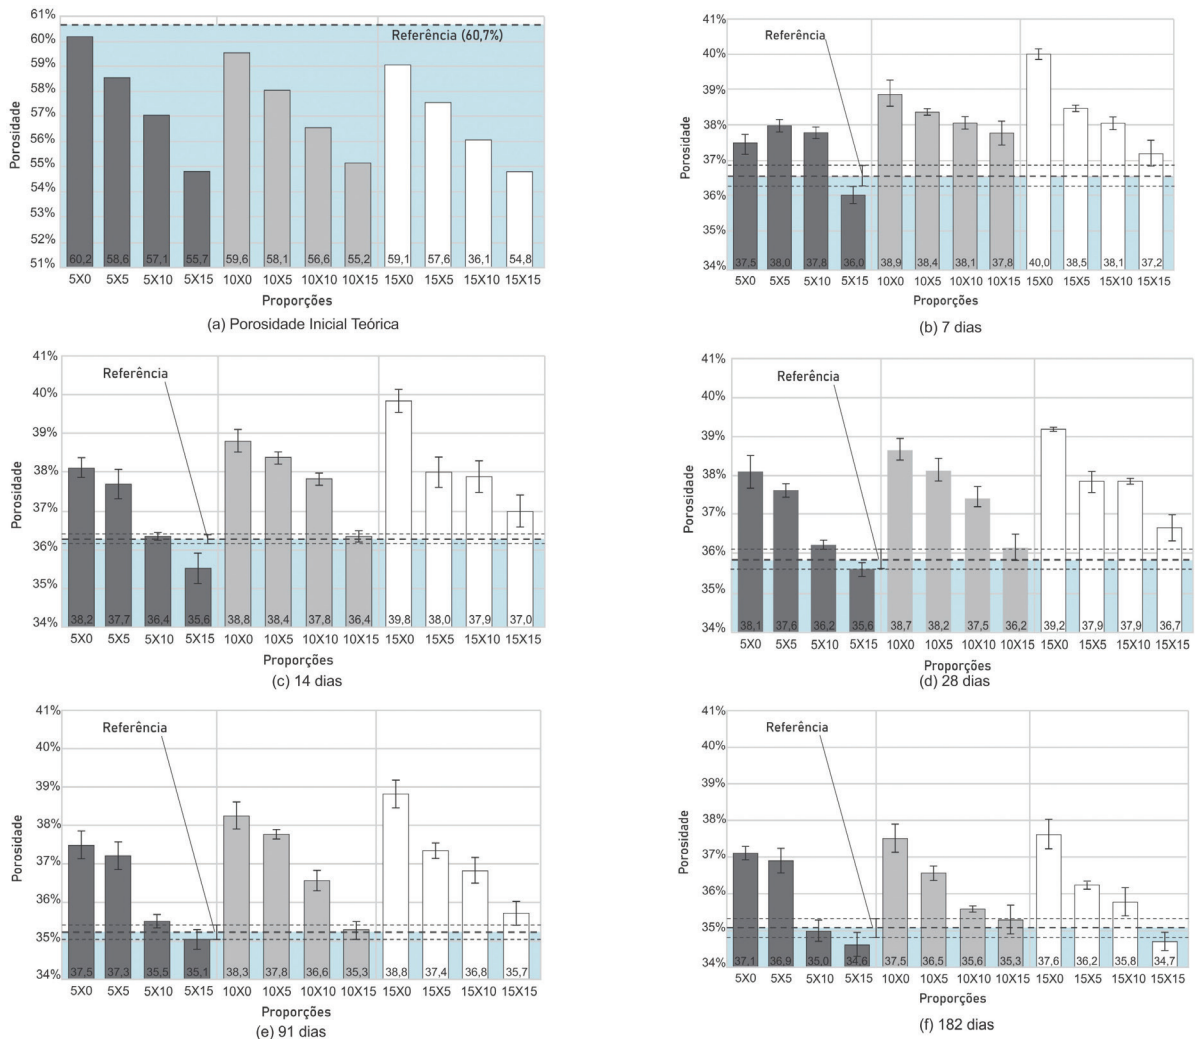 61%
60%
59%
58%
57%
56%
55%
54%
53%
52%
51%
Porosidade
Referência (60,7%)
60,2 58,6 57,1 55,7 59,6 58,1 56,6 55,2 59,1 57,6 36,1 54,8
5X0 5X5 5X10 5X15 10X0 10X5 10X10 10X15 15X0 15X5 15X10 15X15
Proporções
(a) Porosidade Inicial Teórica
41%
40%
39%
38%
37%
36%
35%
34%
Porosidade
Referência
37,5 38,0 37,8 36,0 38,9 38,4 38,1 37,8 40,0 38,5 38,1 37,2
5X0 5X5 5X10 5X15 10X0 10X5 10X10 10X15 15X0 15X5 15X10 15X15
Proporções
(b) 7 dias
41%
40%
39%
38%
37%
36%
35%
34%
Porosidade
Referência
38,2 37,7 36,4 35,6 38,8 38,4 37,8 36,4 39,8 38,0 37,9 37,0
5X0 5X5 5X10 5X15 10X0 10X5 10X10 10X15 15X0 15X5 15X10 15X15
Proporções
(c) 14 dias
41%
40%
39%
38%
37%
36%
35%
34%
Porosidade
Referência
38,1 37,6 36,2 35,6 38,7 38,2 37,5 36,2 39,2 37,9 37,9 36,7
5X0 5X5 5X10 5X15 10X0 10X5 10X10 10X15 15X0 15X5 15X10 15X15
Proporções
(d) 28 dias
41%
40%
39%
38%
37%
36%
35%
34%
Porosidade
Referência
37,5 37,3 35,5 35,1 38,3 37,8 36,6 35,3 38,8 37,4 36,8 35,7
5X0 5X5 5X10 5X15 10X0 10X5 10X10 10X15 15X0 15X5 15X10 15X15
Proporções
(e) 91 dias
41%
40%
39%
38%
37%
36%
35%
34%
Porosidade
Referência
37,1 36,9 35,0 34,6 37,5 36,5 35,6 35,3 37,6 36,2 35,8 34,7
5X0 5X5 5X10 5X15 10X0 10X5 10X10 10X15 15X0 15X5 15X10 15X15
Proporções
(f) 182 dias